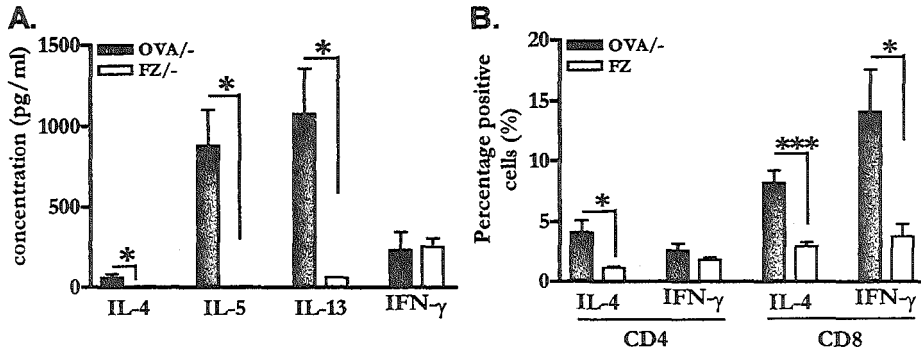 A.
concentration (pg/ml)
1500
1000
500
0
OVA/-
FZ/-
*
*
*
IL-4
IL-5
IL-13
IFN-γ
B.
Percentage positive
cells (%)
20
15
10
5
0
OVA/-
FZ
*
***
*
IL-4
IFN-γ
IL-4
IFN-γ
CD4
CD8